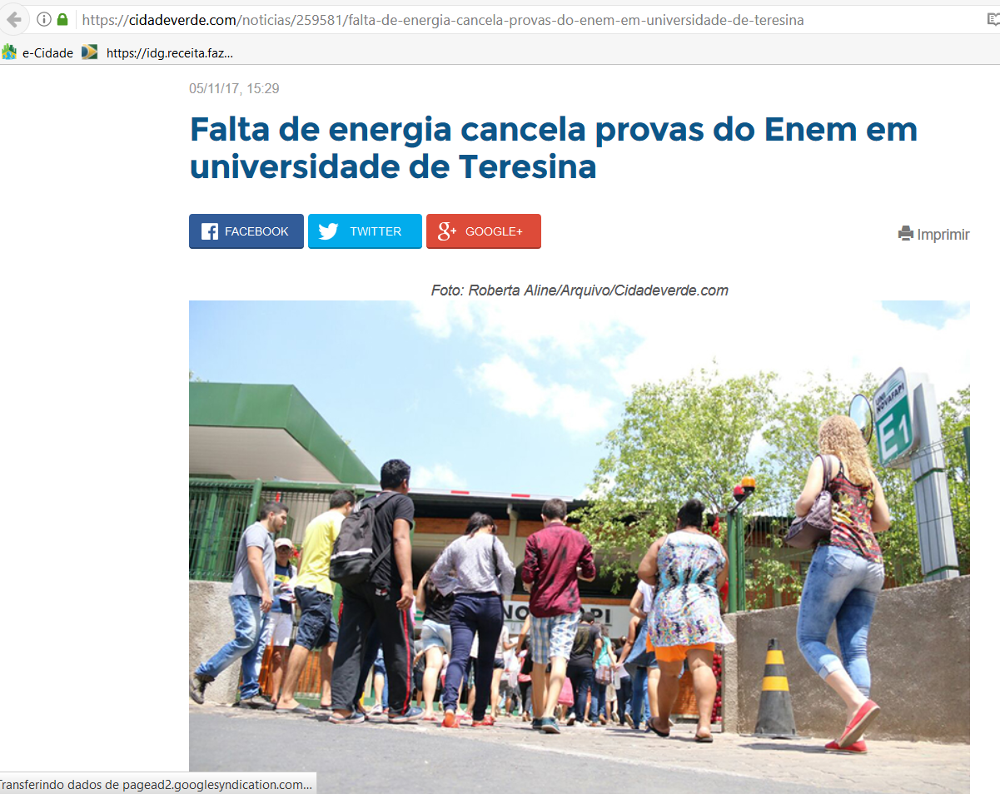 https://cidadeverde.com/noticias/259581/falta-de-energia-cancela-provas-do-enem-em-universidade-de-teresina
e-Cidade https://idg.receita.faz...
05/11/17, 15:29
Falta de energia cancela provas do Enem em
universidade de Teresina
FACEBOOK TWITTER g+ GOOGLE+ Imprimir
Foto: Roberta Aline/Arquivo/Cidadeverde.com
UNI
NOVAFAPI
E1
Transferindo dados de pagead2.googlesyndication.com...